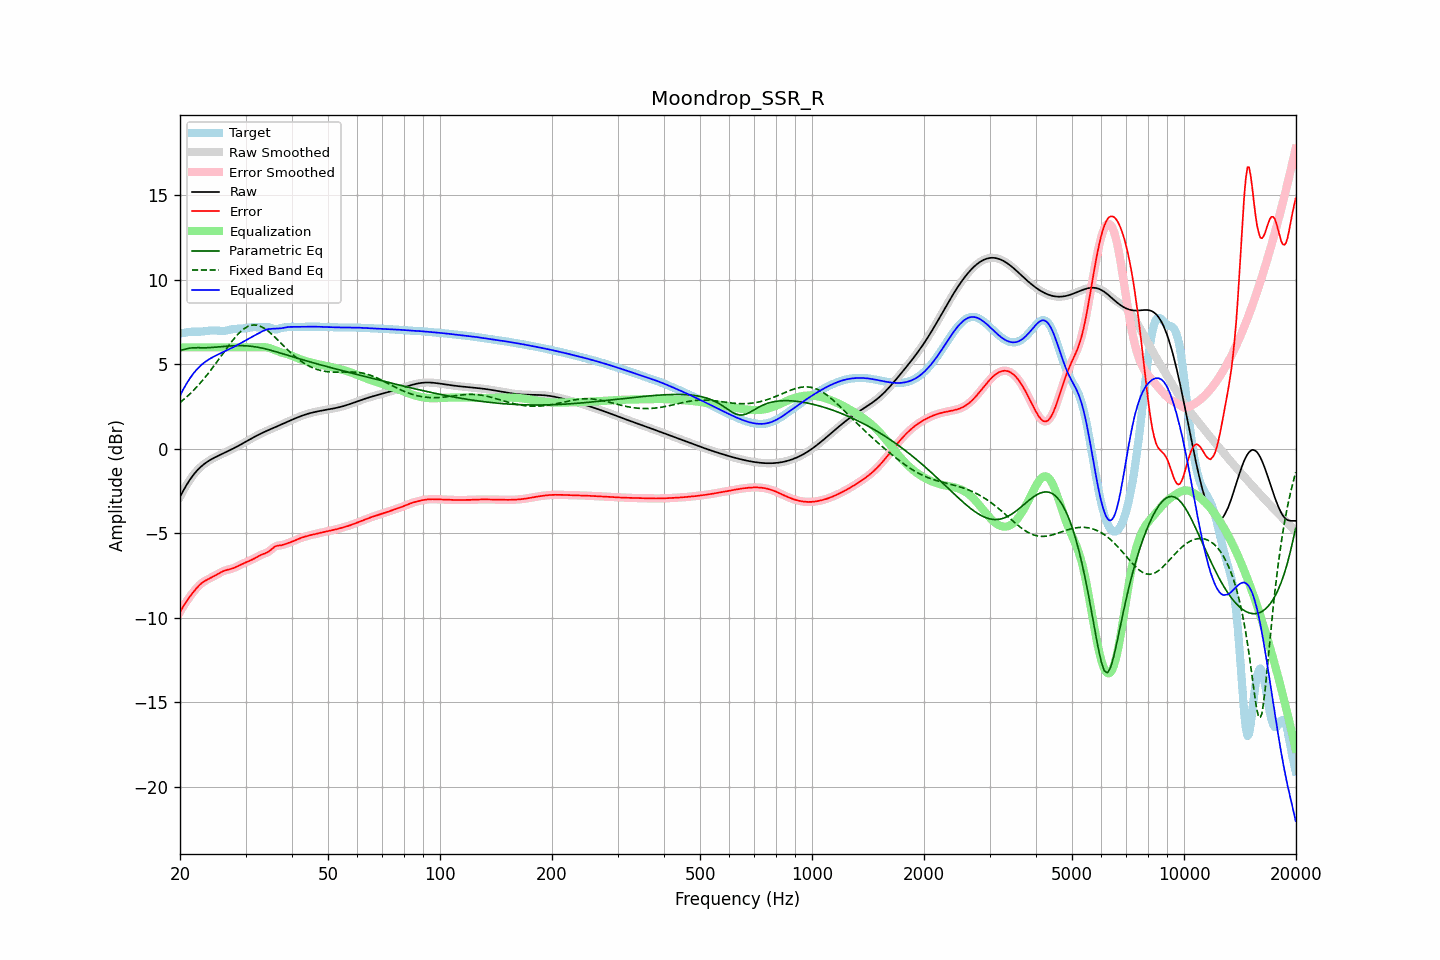 Moondrop_SSR_R
Target
Raw Smoothed
Error Smoothed
Raw
Error
Equalization
Parametric Eq
Fixed Band Eq
Equalized
15
10
5
0
−5
−10
−15
−20
Amplitude (dBr)
20
50
100
200
500
1000
2000
5000
10000
20000
Frequency (Hz)